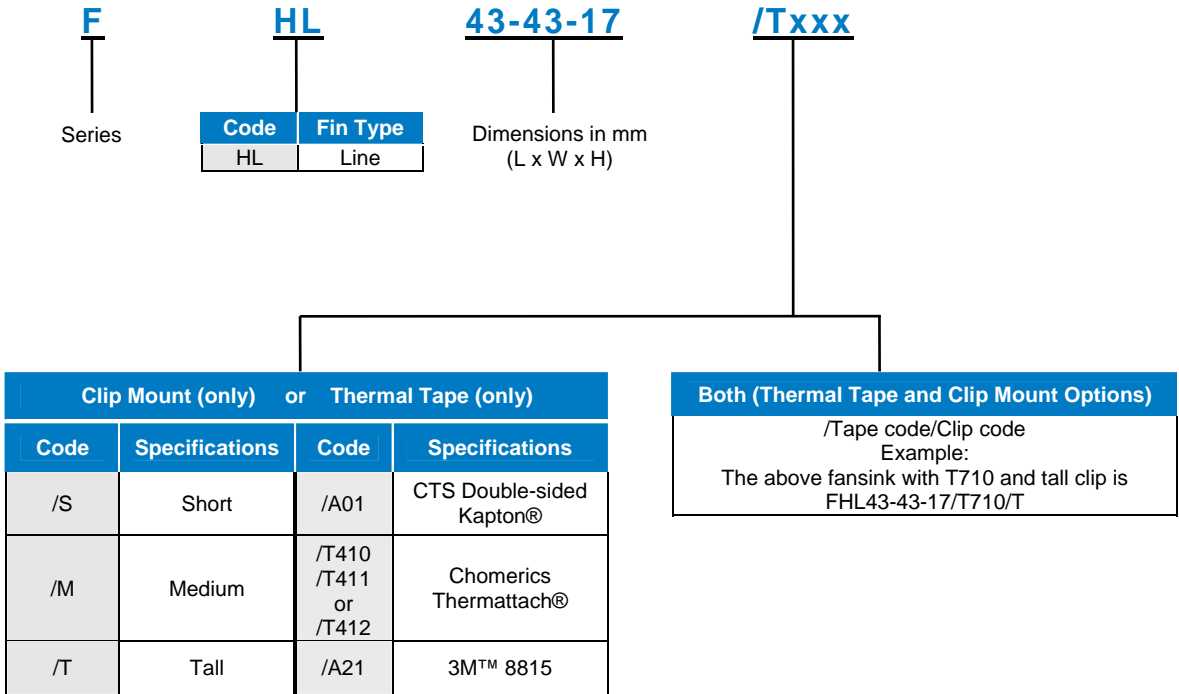 F HL 43-43-17 /Txxx
Series
Code Fin Type
HL Line
Dimensions in mm
(L x W x H)
Clip Mount (only) or Thermal Tape (only)
Code Specifications Code Specifications
/S Short /A01 CTS Double-sided
Kapton®
/M Medium /T410
/T411
or
/T412
Chomerics
Thermattach®
/T Tall /A21 3M™ 8815
Both (Thermal Tape and Clip Mount Options)
/Tape code/Clip code
Example:
The above fansink with T710 and tall clip is
FHL43-43-17/T710/T